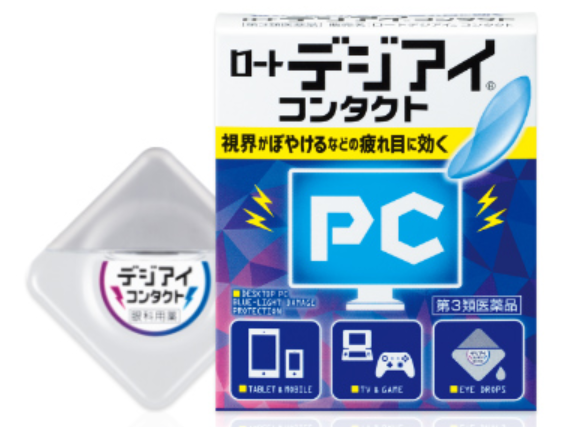 ロート デジアイ®
コンタクト
視界がぼやけるなどの疲れ目に効く
PC
DESKTOP PC
BLUE-LIGHT DAMAGE
PROTECTION
第3類医薬品
TABLET & MOBILE
TV & GAME
EYE DROPS
デジアイ
コンタクト
眼科用薬